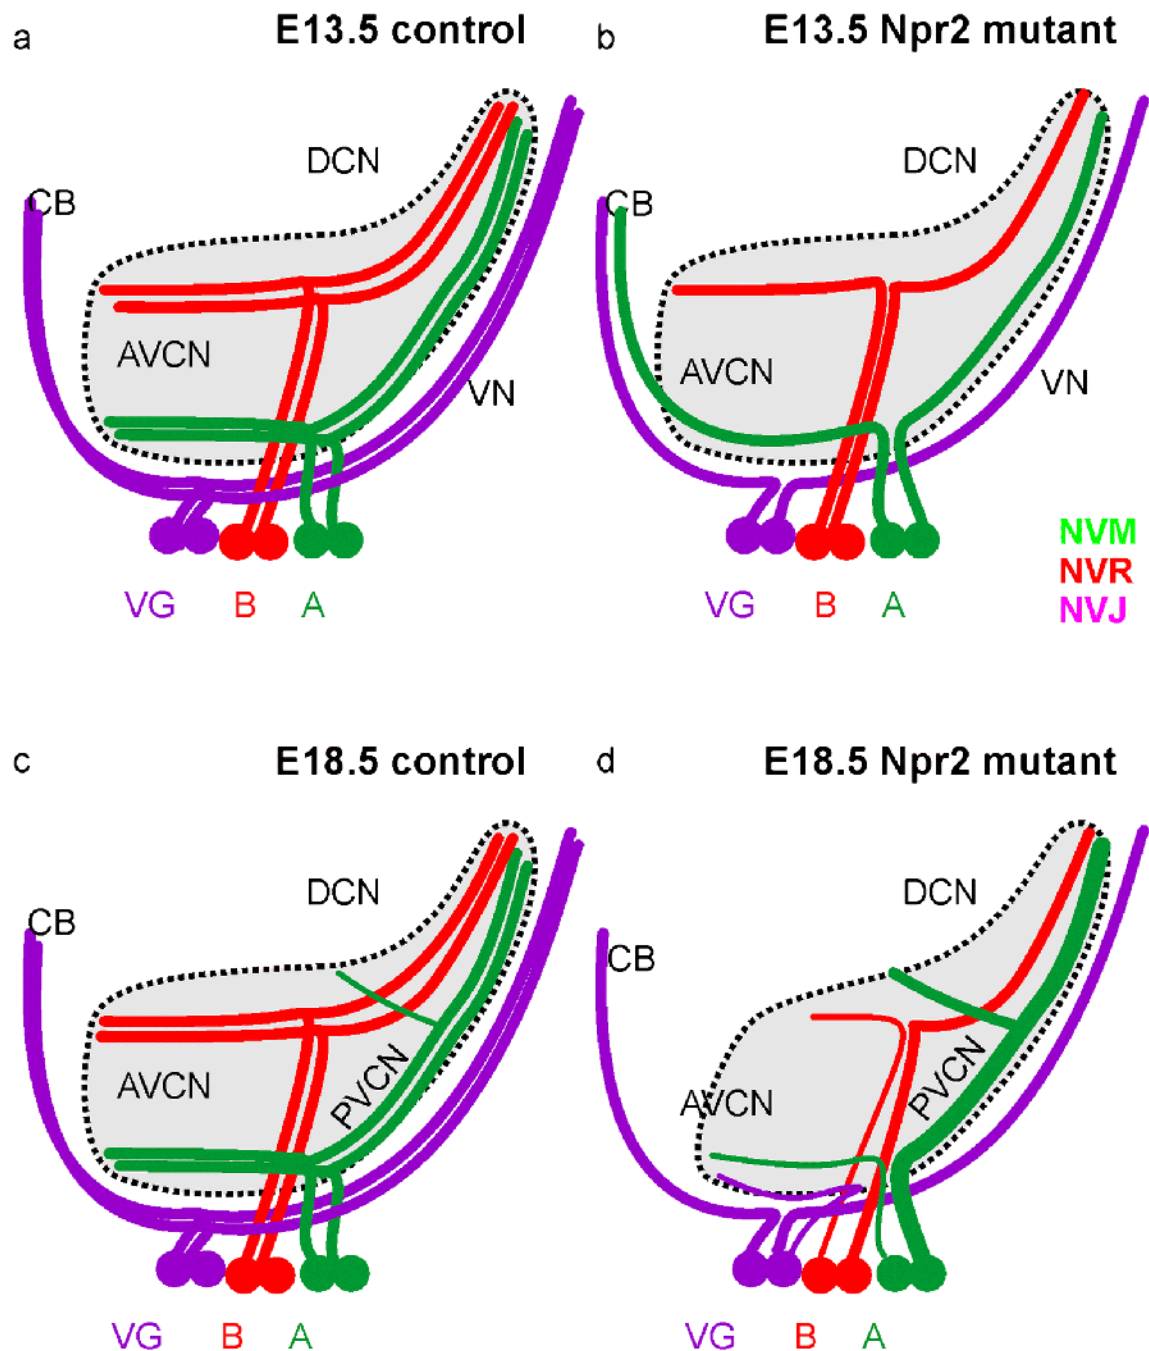 a E13.5 control
b E13.5 Npr2 mutant
DCN
CB
AVCN
VN
VG B A
DCN
CB
AVCN
VN
VG B A
NVM
NVR
NVJ
c E18.5 control
d E18.5 Npr2 mutant
DCN
CB
AVCN
PVCN
VG B A
DCN
CB
AVCN
PVCN
VG B A